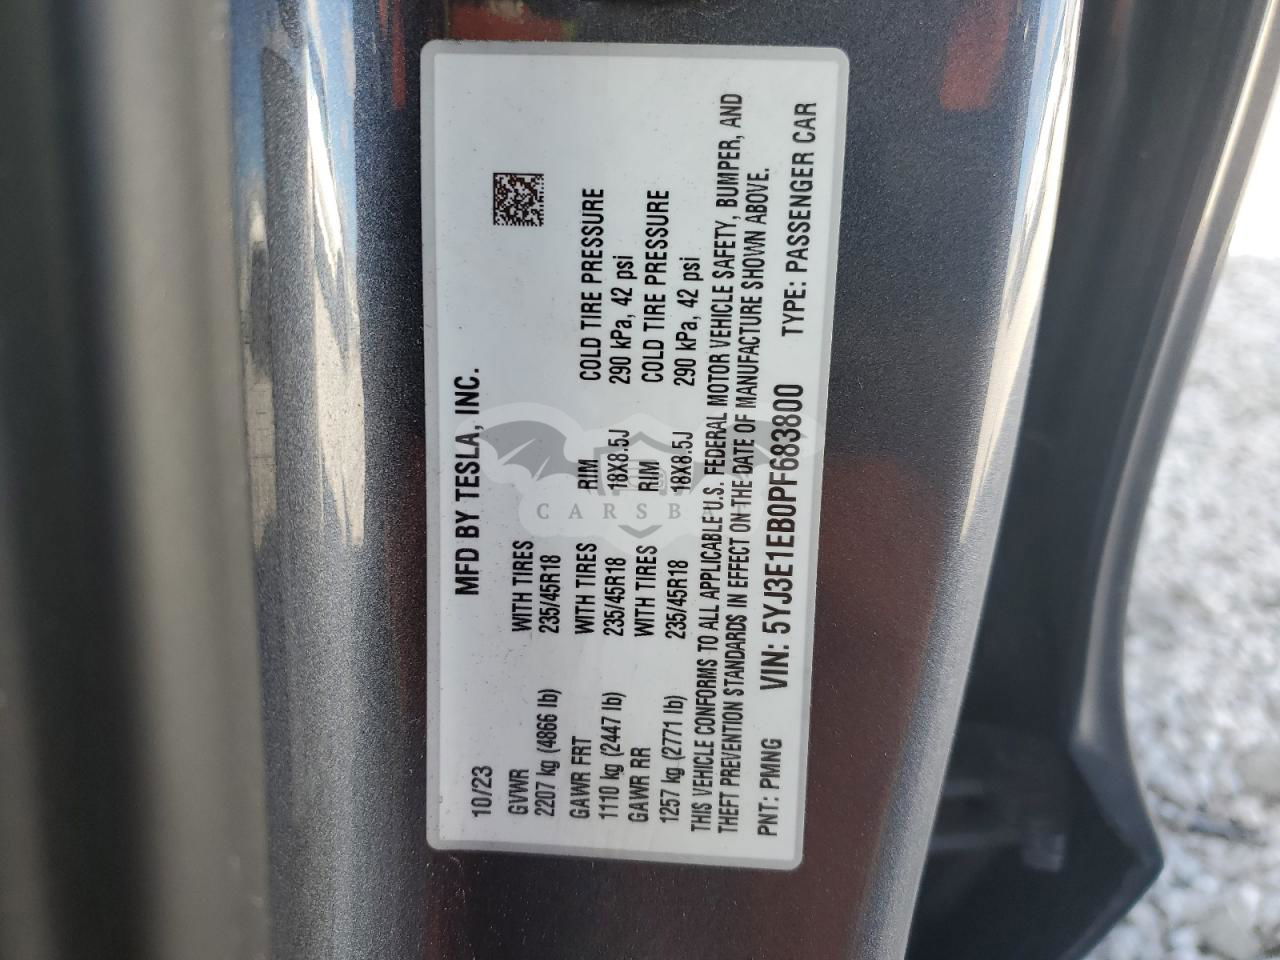 MFD BY TESLA, INC.
10/23
GVWR WITH TIRES
2207 kg (4866 lb) 235/45R18
GAWR FRT WITH TIRES RIM COLD TIRE PRESSURE
1110 kg (2447 lb) 235/45R18 18X8.5J 290 kPa, 42 psi
GAWR RR WITH TIRES RIM COLD TIRE PRESSURE
1257 kg (2771 lb) 235/45R18 18X8.5J 290 kPa, 42 psi
THIS VEHICLE CONFORMS TO ALL APPLICABLE U.S. FEDERAL MOTOR VEHICLE SAFETY, BUMPER, AND
THEFT PREVENTION STANDARDS IN EFFECT ON THE DATE OF MANUFACTURE SHOWN ABOVE.
PNT: PMNG VIN: 5YJ3E1EB0PF683800 TYPE: PASSENGER CAR